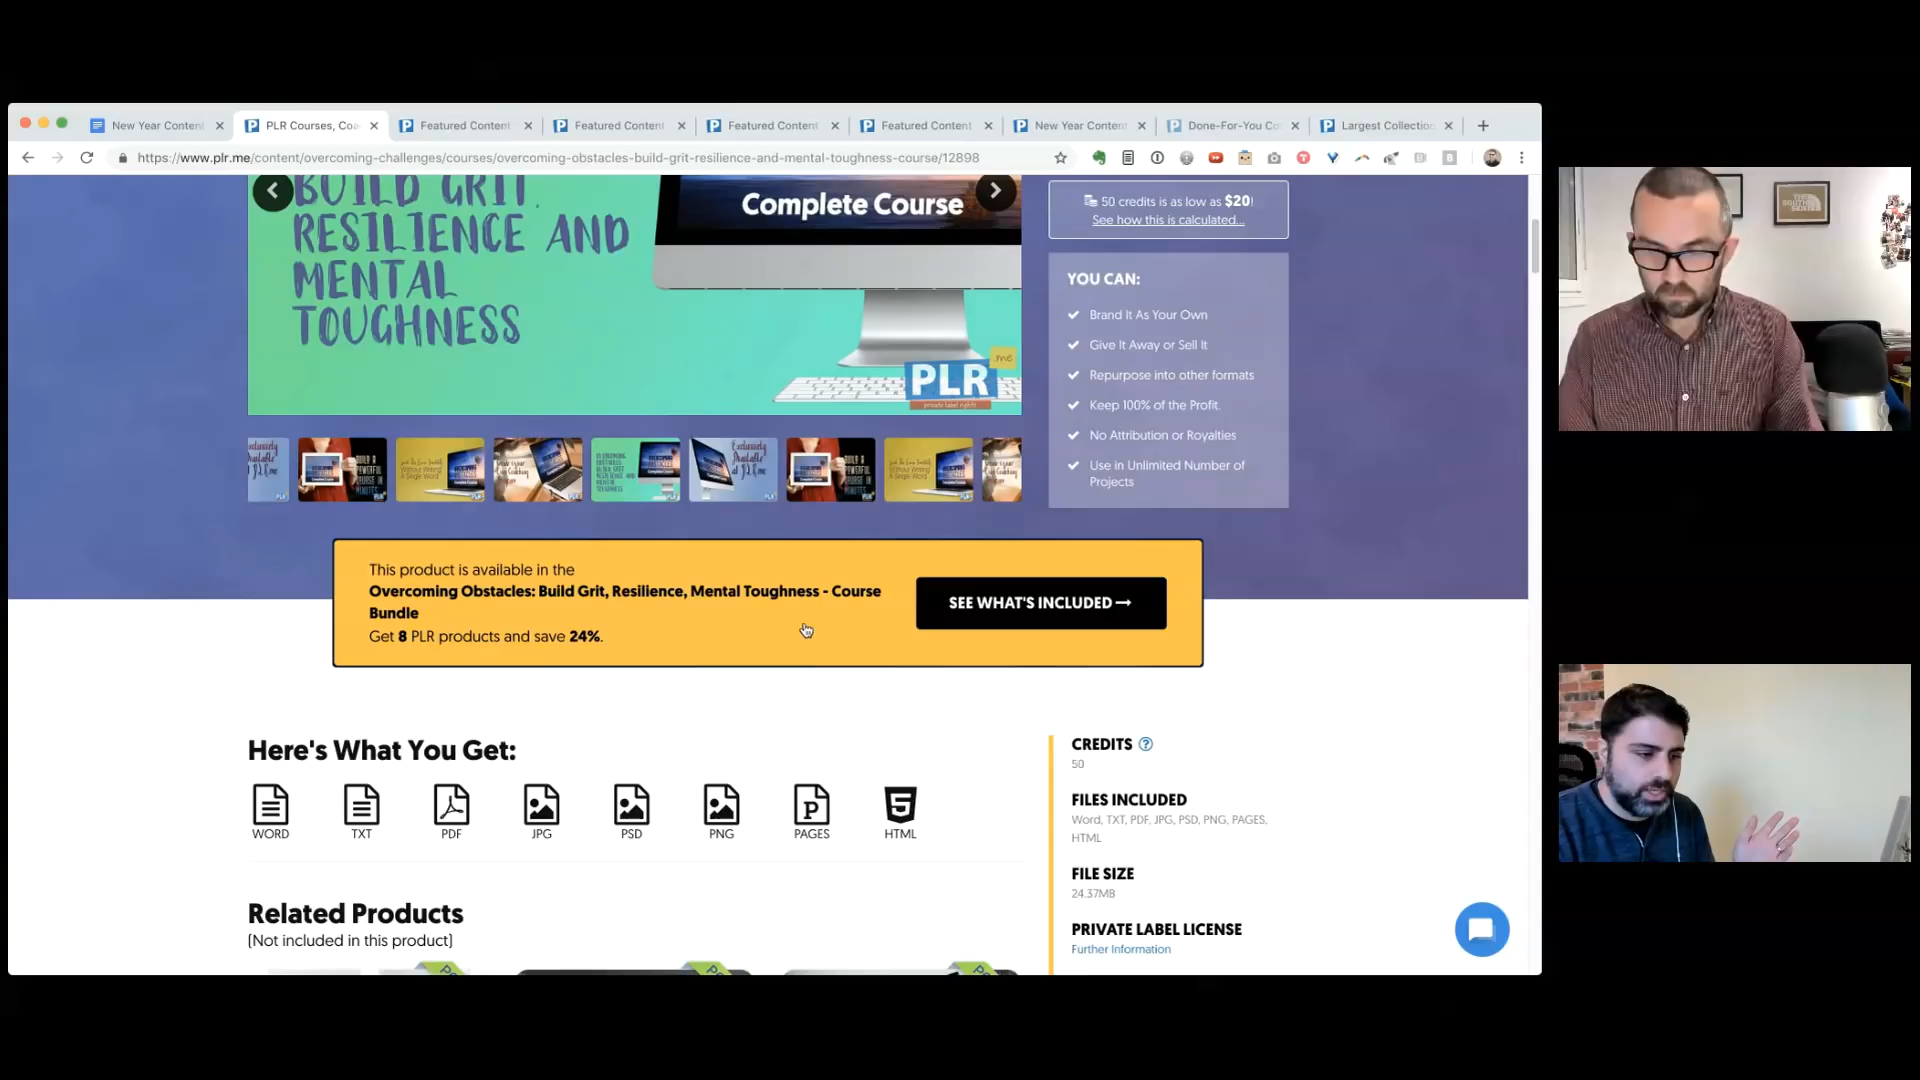 New Year Content
PLR Courses, Coa
Featured Content
Featured Content
Featured Content
Featured Content
New Year Content
Done-For-You Co
Largest Collection
https://www.plr.me/content/overcoming-challenges/courses/overcoming-obstacles-build-grit-resilience-and-mental-toughness-course/12898
BUILD GRIT,
RESILIENCE AND
MENTAL
TOUGHNESS
Complete Course
PLR
.me
private label rights
50 credits is as low as $20!
See how this is calculated...
YOU CAN:
Brand It As Your Own
Give It Away or Sell It
Repurpose into other formats
Keep 100% of the Profit.
No Attribution or Royalties
Use in Unlimited Number of
Projects
This product is available in the
Overcoming Obstacles: Build Grit, Resilience, Mental Toughness - Course
Bundle
Get 8 PLR products and save 24%.
SEE WHAT'S INCLUDED →
Here's What You Get:
WORD
TXT
PDF
JPG
PSD
PNG
PAGES
HTML
Related Products
(Not included in this product)
CREDITS ?
50
FILES INCLUDED
Word, TXT, PDF, JPG, PSD, PNG, PAGES,
HTML
FILE SIZE
24.37MB
PRIVATE LABEL LICENSE
Further Information